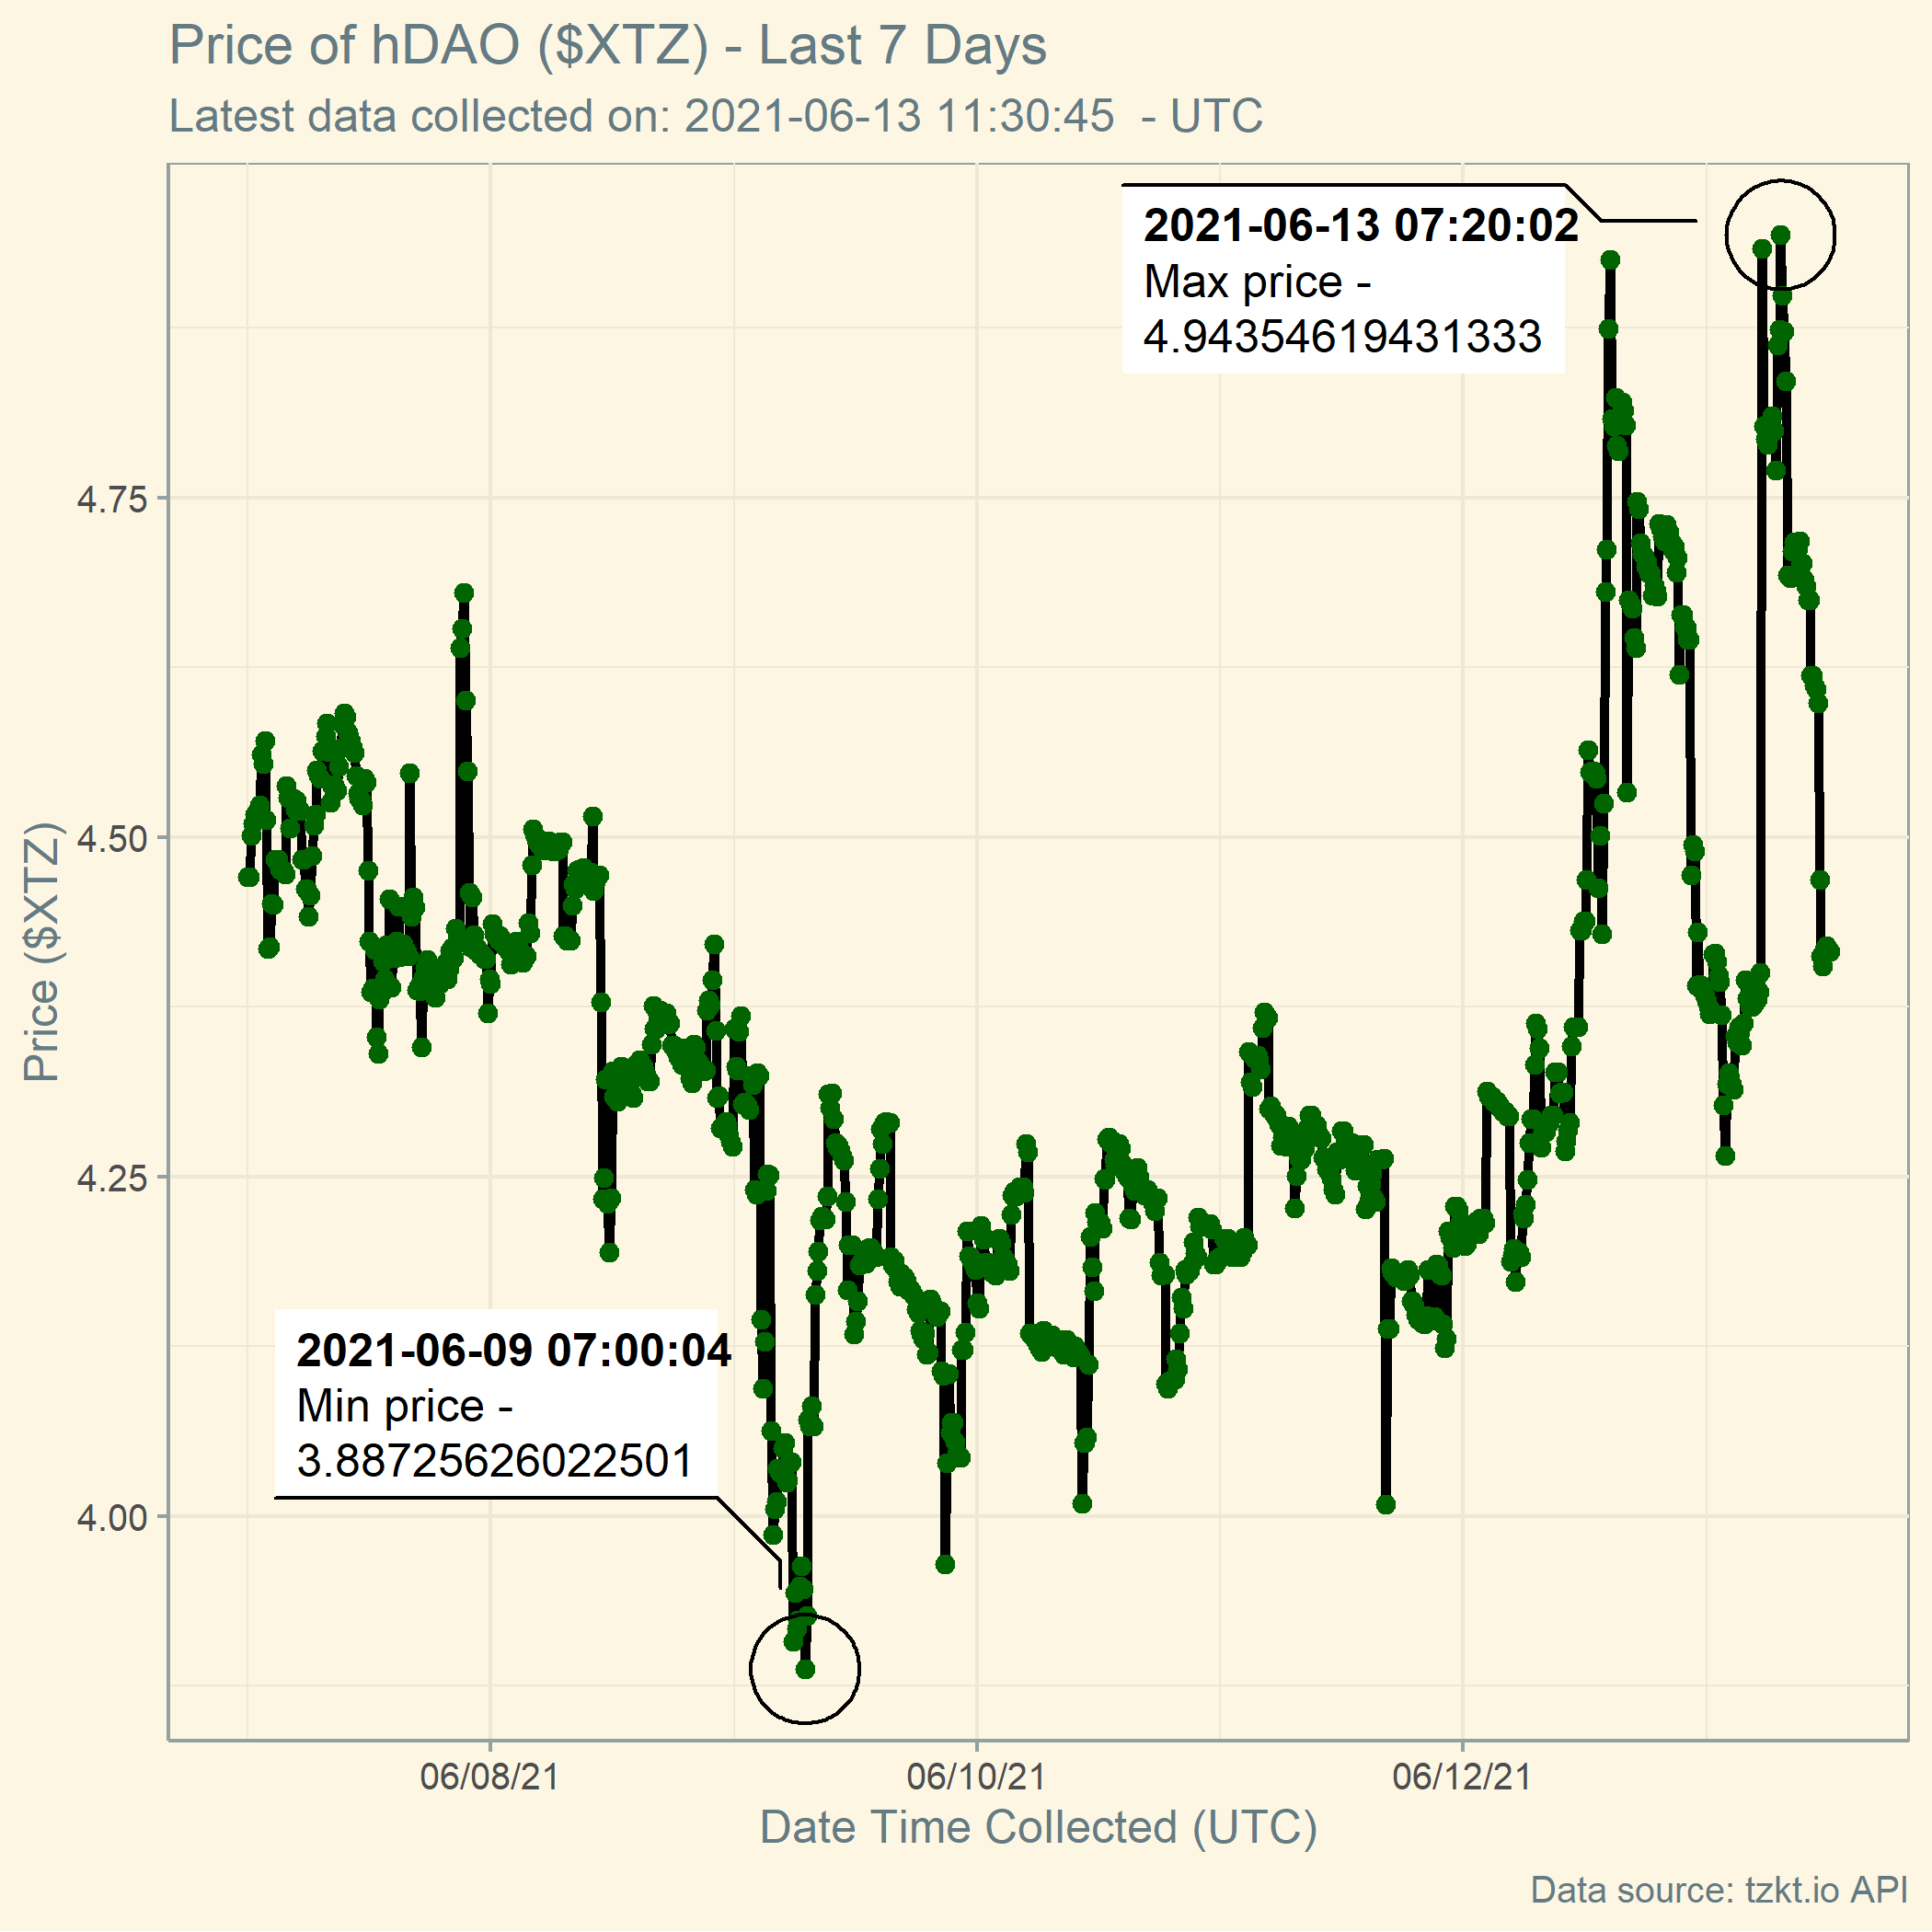 Price of hDAO ($XTZ) - Last 7 Days
Latest data collected on: 2021-06-13 11:30:45  - UTC
2021-06-13 07:20:02
Max price -
4.94354619431333
4.75
4.50
4.25
4.00
Price ($XTZ)
2021-06-09 07:00:04
Min price -
3.88725626022501
06/08/21
06/10/21
06/12/21
Date Time Collected (UTC)
Data source: tzkt.io API